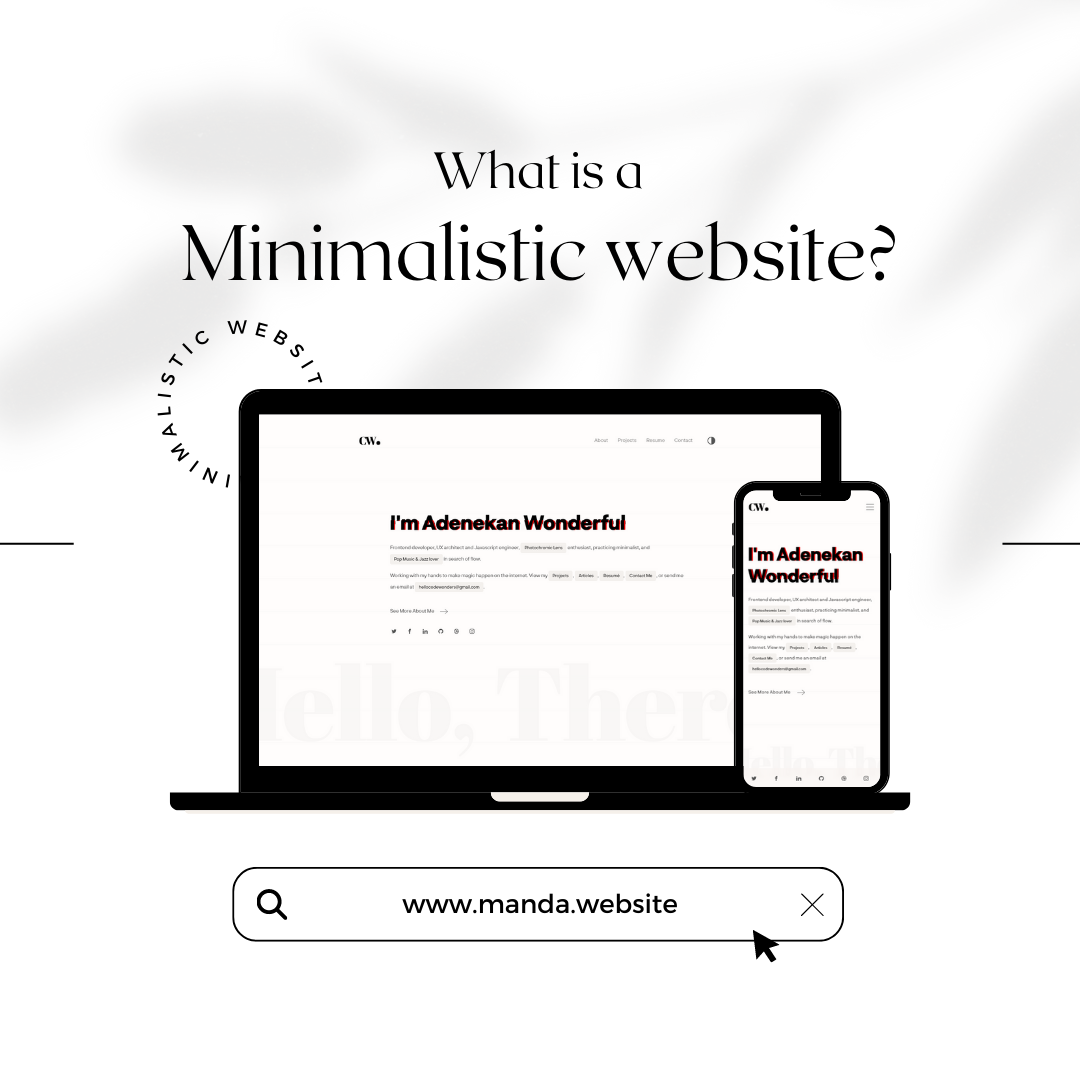 What is a
Minimalistic website?
INIMALISTIC WEBSIT
CW.
About Projects Résume Contact
I'm Adenekan Wonderful
Frontend developer, UX architect and Javascript engineer, Photochromic Lens enthusiast, practicing minimalist, and
Pop Music & Jazz lover in search of flow.
Working with my hands to make magic happen on the internet. View my Projects , Articles , Resumé , Contact Me , or send me
an email at hellocodewonders@gmail.com .
See More About Me
Hello, There
CW.
I'm Adenekan
Wonderful
Frontend developer, UX architect and Javascript engineer,
Photochromic Lens enthusiast, practicing minimalist, and
Pop Music & Jazz lover in search of flow.
Working with my hands to make magic happen on the
internet. View my Projects , Articles , Resumé ,
Contact Me , or send me an email at
hellocodewonders@gmail.com .
See More About Me
Hello, Th
www.manda.website